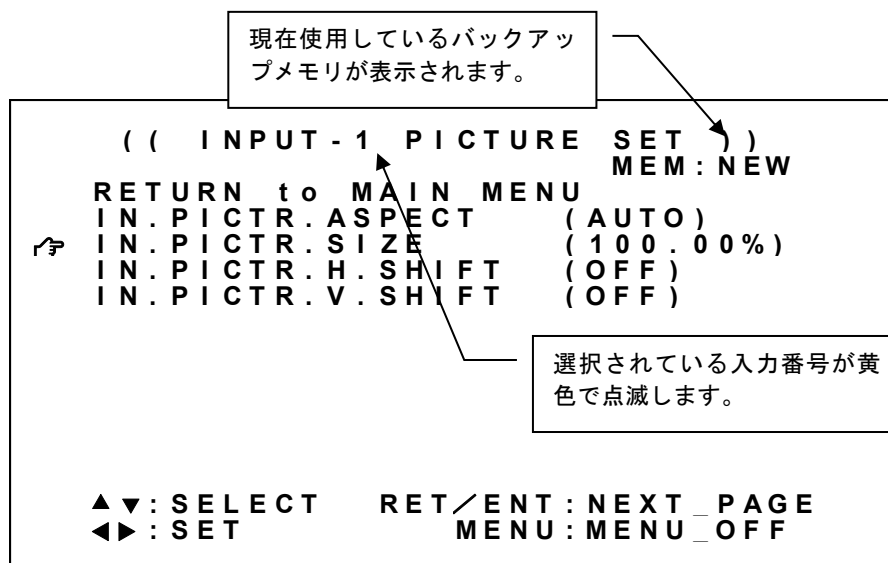 現在使用しているバックアッ
プメモリが表示されます。
(( INPUT-1 PICTURE SET ))
MEM:NEW
RETURN to MAIN MENU
IN.PICTR.ASPECT (AUTO)
IN.PICTR.SIZE (100.00%)
IN.PICTR.H.SHIFT (OFF)
IN.PICTR.V.SHIFT (OFF)
選択されている入力番号が黄
色で点滅します。
▲▼:SELECT RET/ENT:NEXT_PAGE
◀▶:SET MENU:MENU_OFF